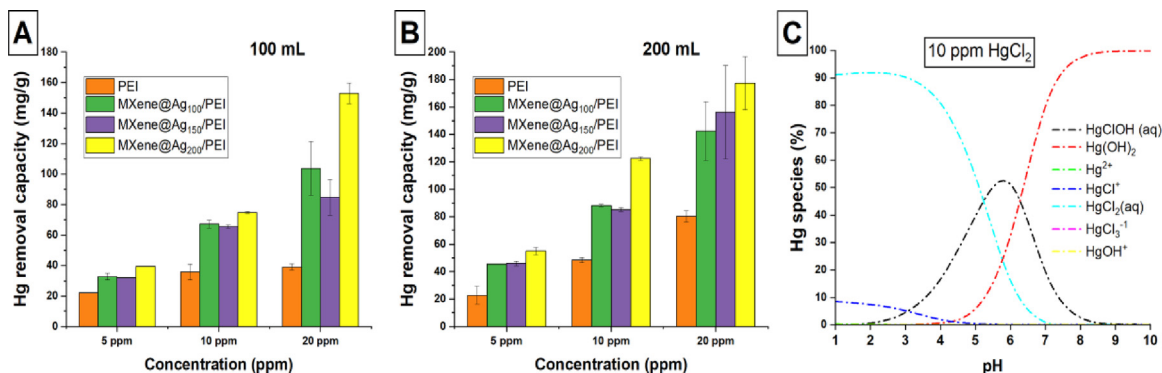 A
100 mL
Hg removal capacity (mg/g)
180
160
140
120
100
80
60
40
20
0
PEI
MXene@Ag₁₀₀/PEI
MXene@Ag₁₅₀/PEI
MXene@Ag₂₀₀/PEI
5 ppm
10 ppm
20 ppm
Concentration (ppm)
B
200 mL
Hg removal capacity (mg/g)
200
180
160
140
120
100
80
60
40
20
0
PEI
MXene@Ag₁₀₀/PEI
MXene@Ag₁₅₀/PEI
MXene@Ag₂₀₀/PEI
5 ppm
10 ppm
20 ppm
Concentration (ppm)
C
10 ppm HgCl₂
Hg species (%)
100
90
80
70
60
50
40
30
20
10
0
HgClOH (aq)
Hg(OH)₂
Hg²⁺
HgCl⁺
HgCl₂(aq)
HgCl₃⁻¹
HgOH⁺
1 2 3 4 5 6 7 8 9 10
pH